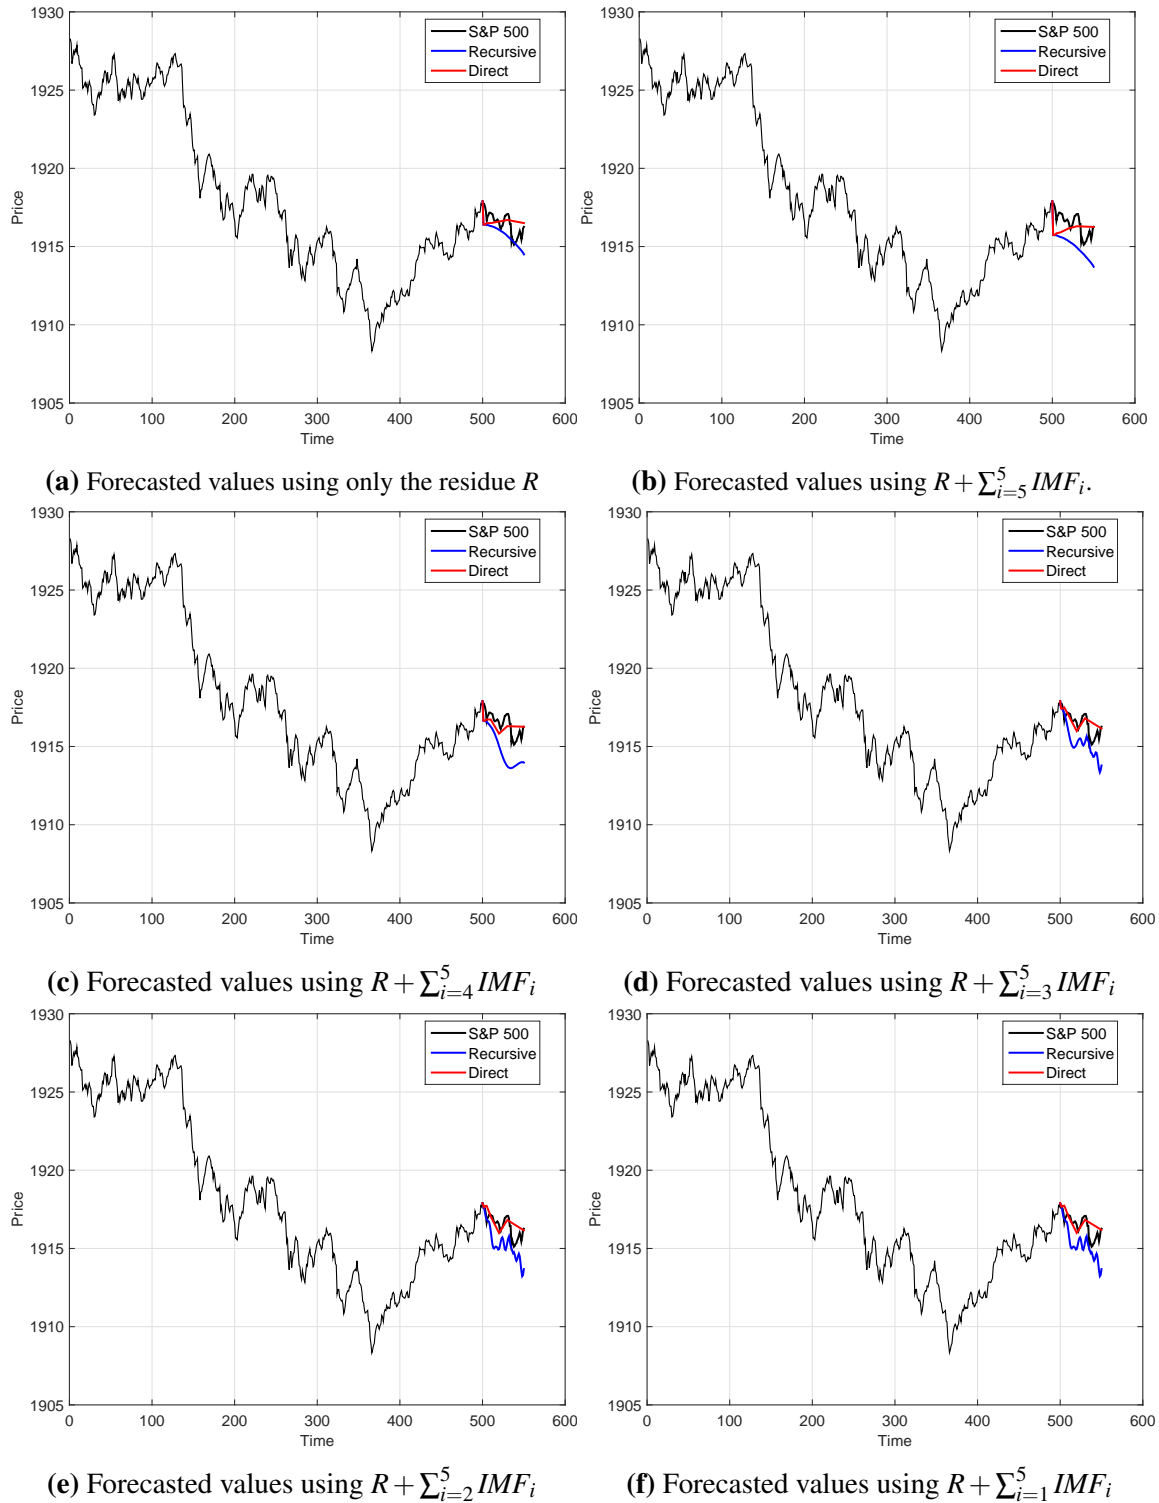 1930
1925
1920
1915
1910
1905
Price
0 100 200 300 400 500 600
Time
S&P 500
Recursive
Direct
(a) Forecasted values using only the residue R
1930
1925
1920
1915
1910
1905
Price
0 100 200 300 400 500 600
Time
S&P 500
Recursive
Direct
(b) Forecasted values using R + ∑⁵ᵢ₌₅ IMFᵢ.
1930
1925
1920
1915
1910
1905
Price
0 100 200 300 400 500 600
Time
S&P 500
Recursive
Direct
(c) Forecasted values using R + ∑⁵ᵢ₌₄ IMFᵢ
1930
1925
1920
1915
1910
1905
Price
0 100 200 300 400 500 600
Time
S&P 500
Recursive
Direct
(d) Forecasted values using R + ∑⁵ᵢ₌₃ IMFᵢ
1930
1925
1920
1915
1910
1905
Price
0 100 200 300 400 500 600
Time
S&P 500
Recursive
Direct
(e) Forecasted values using R + ∑⁵ᵢ₌₂ IMFᵢ
1930
1925
1920
1915
1910
1905
Price
0 100 200 300 400 500 600
Time
S&P 500
Recursive
Direct
(f) Forecasted values using R + ∑⁵ᵢ₌₁ IMFᵢ